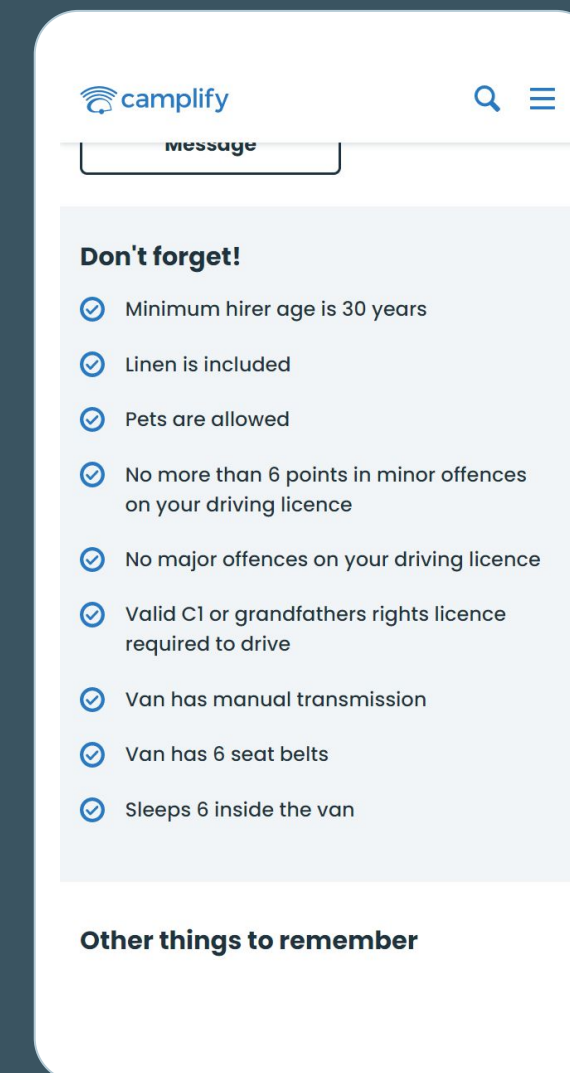 camplify
Message
Don't forget!
Minimum hirer age is 30 years
Linen is included
Pets are allowed
No more than 6 points in minor offences
on your driving licence
No major offences on your driving licence
Valid C1 or grandfathers rights licence
required to drive
Van has manual transmission
Van has 6 seat belts
Sleeps 6 inside the van
Other things to remember